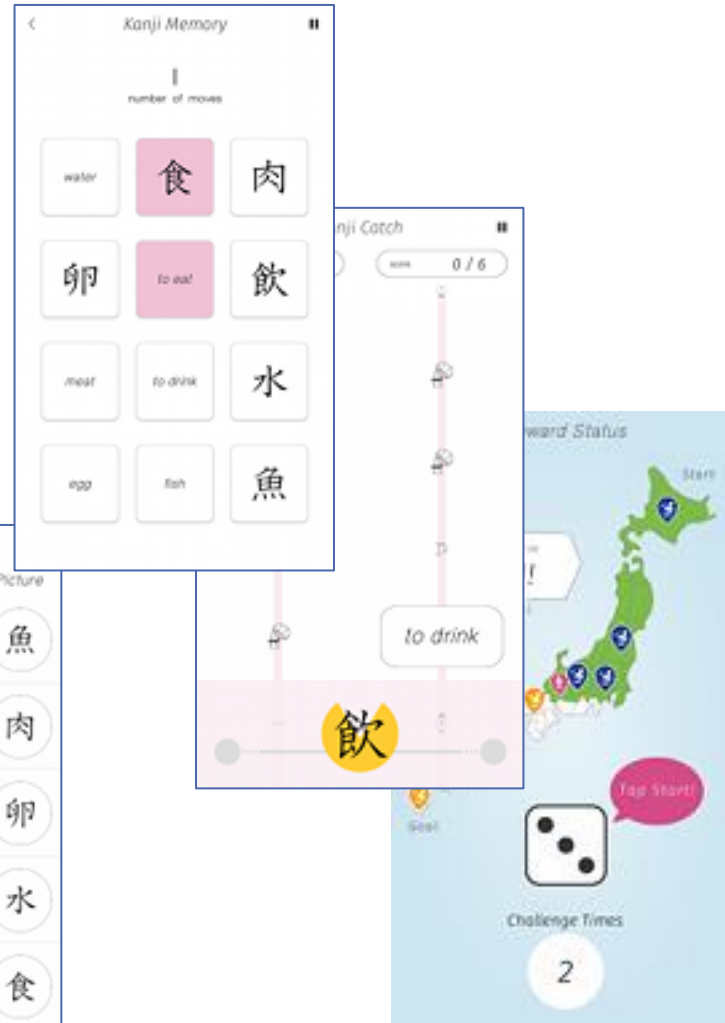 Kanji Memory
1
number of moves
water 食 肉
卵 to eat 飲
meat to drink 水
egg fish 魚
nji Catch
score 0 / 6
to drink
飲
ward Status
Start
!
Tap Start!
Goal
Challenge Times
2
Picture
魚
肉
卵
水
食